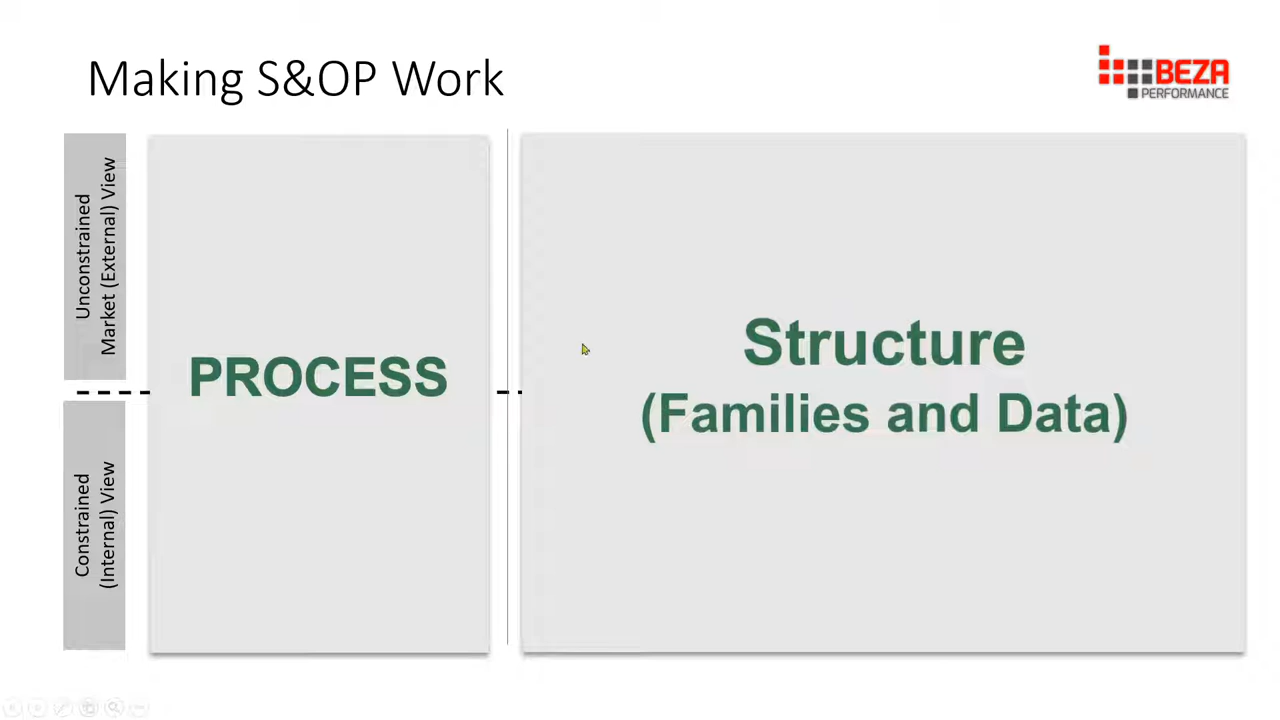 Making S&OP Work
BEZA
PERFORMANCE
Unconstrained
Market (External) View
PROCESS
Structure
(Families and Data)
Constrained
(Internal) View